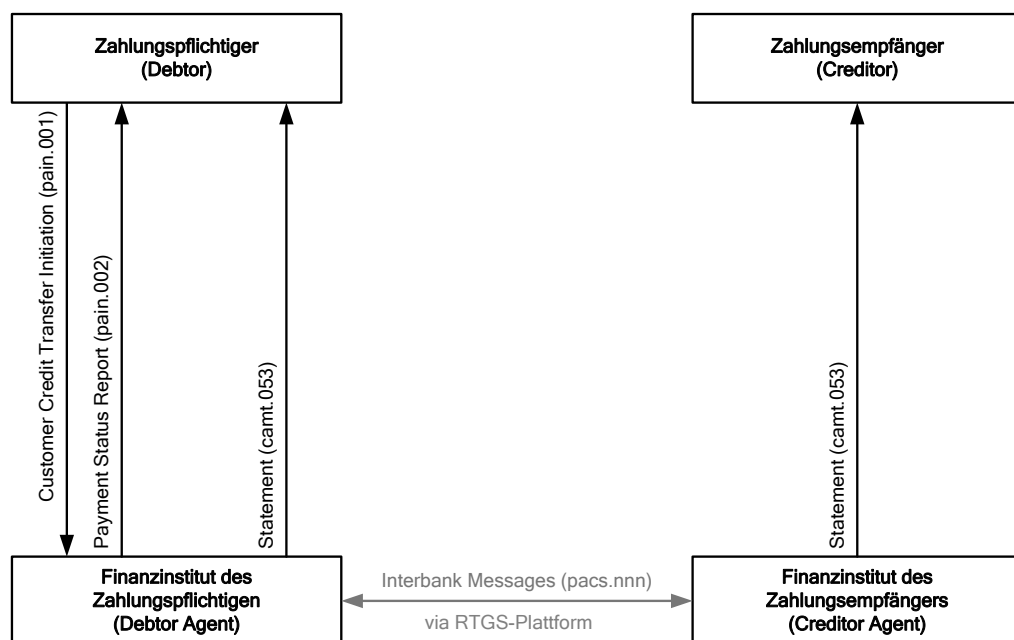 Zahlungspflichtiger
(Debtor)
Zahlungsempfänger
(Creditor)
Customer Credit Transfer Initiation (pain.001)
Payment Status Report (pain.002)
Statement (camt.053)
Statement (camt.053)
Finanzinstitut des
Zahlungspflichtigen
(Debtor Agent)
Interbank Messages (pacs.nnn)
via RTGS-Plattform
Finanzinstitut des
Zahlungsempfängers
(Creditor Agent)